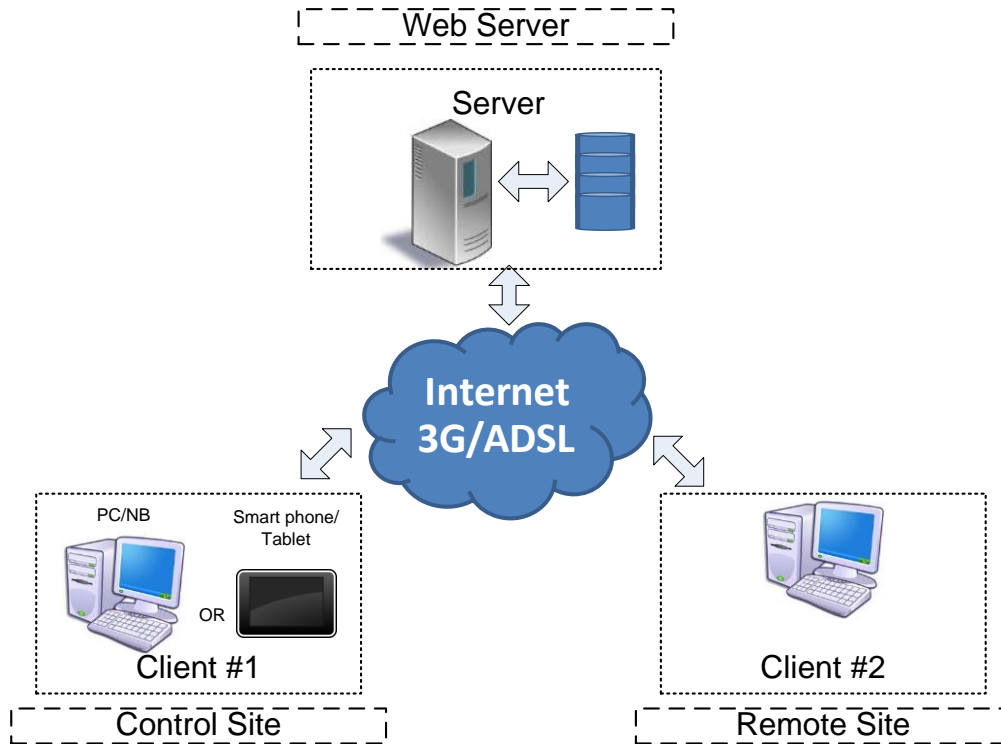 Web Server
Server
Internet
3G/ADSL
PC/NB
Smart phone/
Tablet
OR
Client #1
Control Site
Client #2
Remote Site